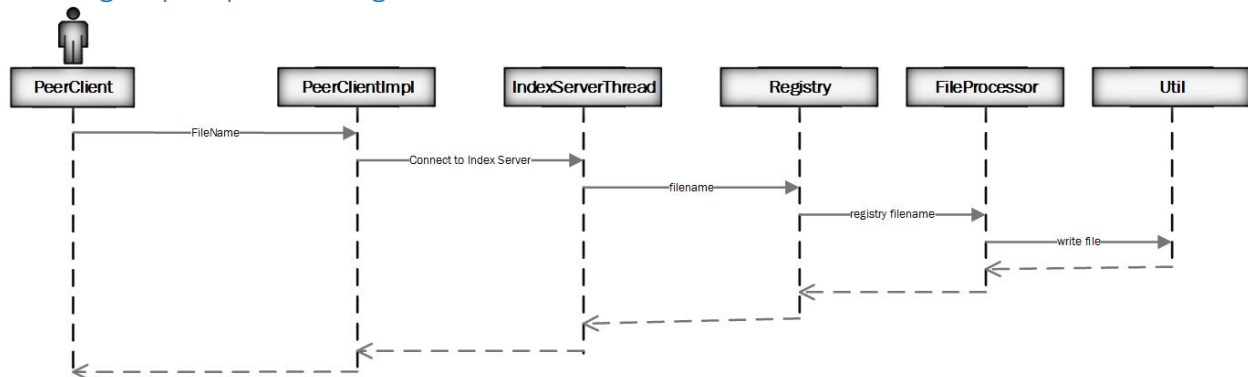 PeerClient
PeerClientImpl
IndexServerThread
Registry
FileProcessor
Util
FileName
Connect to Index Server
filename
registry filename
write file